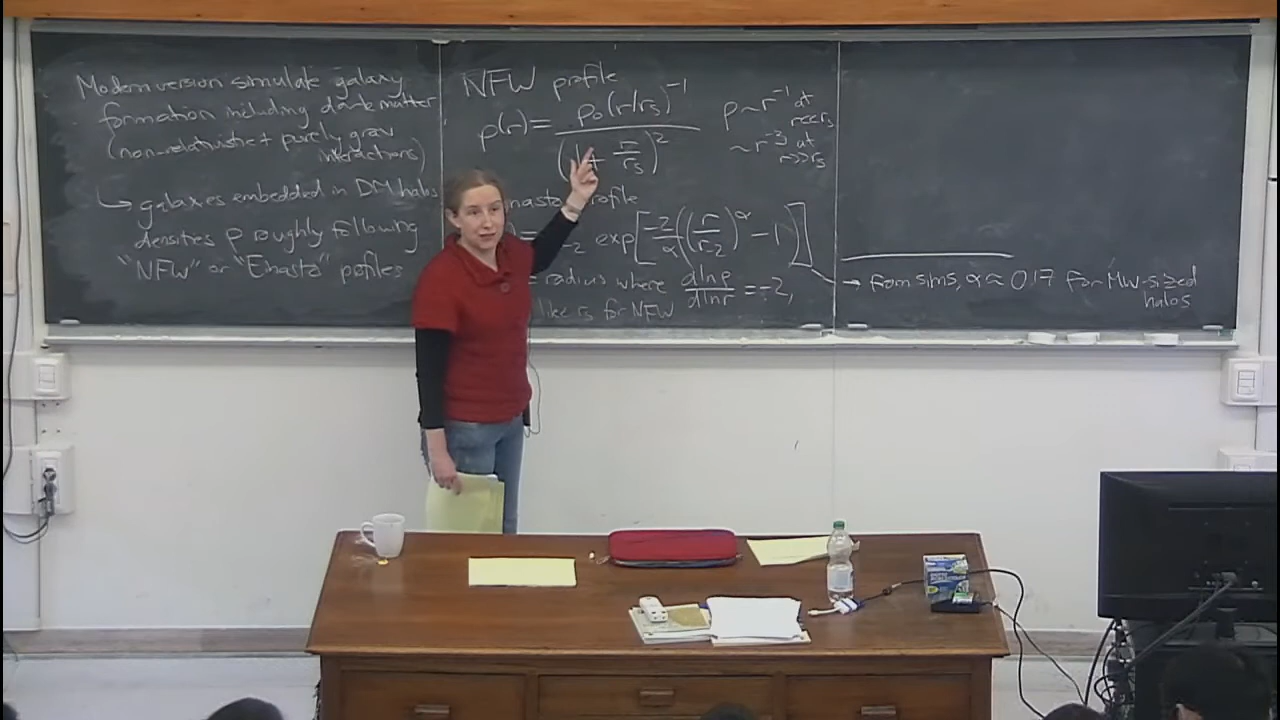 Modern version simulate galaxy
formation including dark matter
(non-relativistic + purely grav
interactions)
↳ galaxies embedded in DM halos
densities ρ roughly following
"NFW" or "Einasto" profiles
NFW profile
ρ(r) = ρ₀(r/rₛ)⁻¹ / (1 + r/rₛ)²
ρ ~ r⁻¹ at r<<rₛ
~ r⁻³ at r>>rₛ
profile
exp[-2/α((r/r₋₂)^α - 1)]
= radius where dlnρ/dlnr = -2,
like rₛ for NFW
→ from sims, α ≈ 0.17 for MW-sized
halos